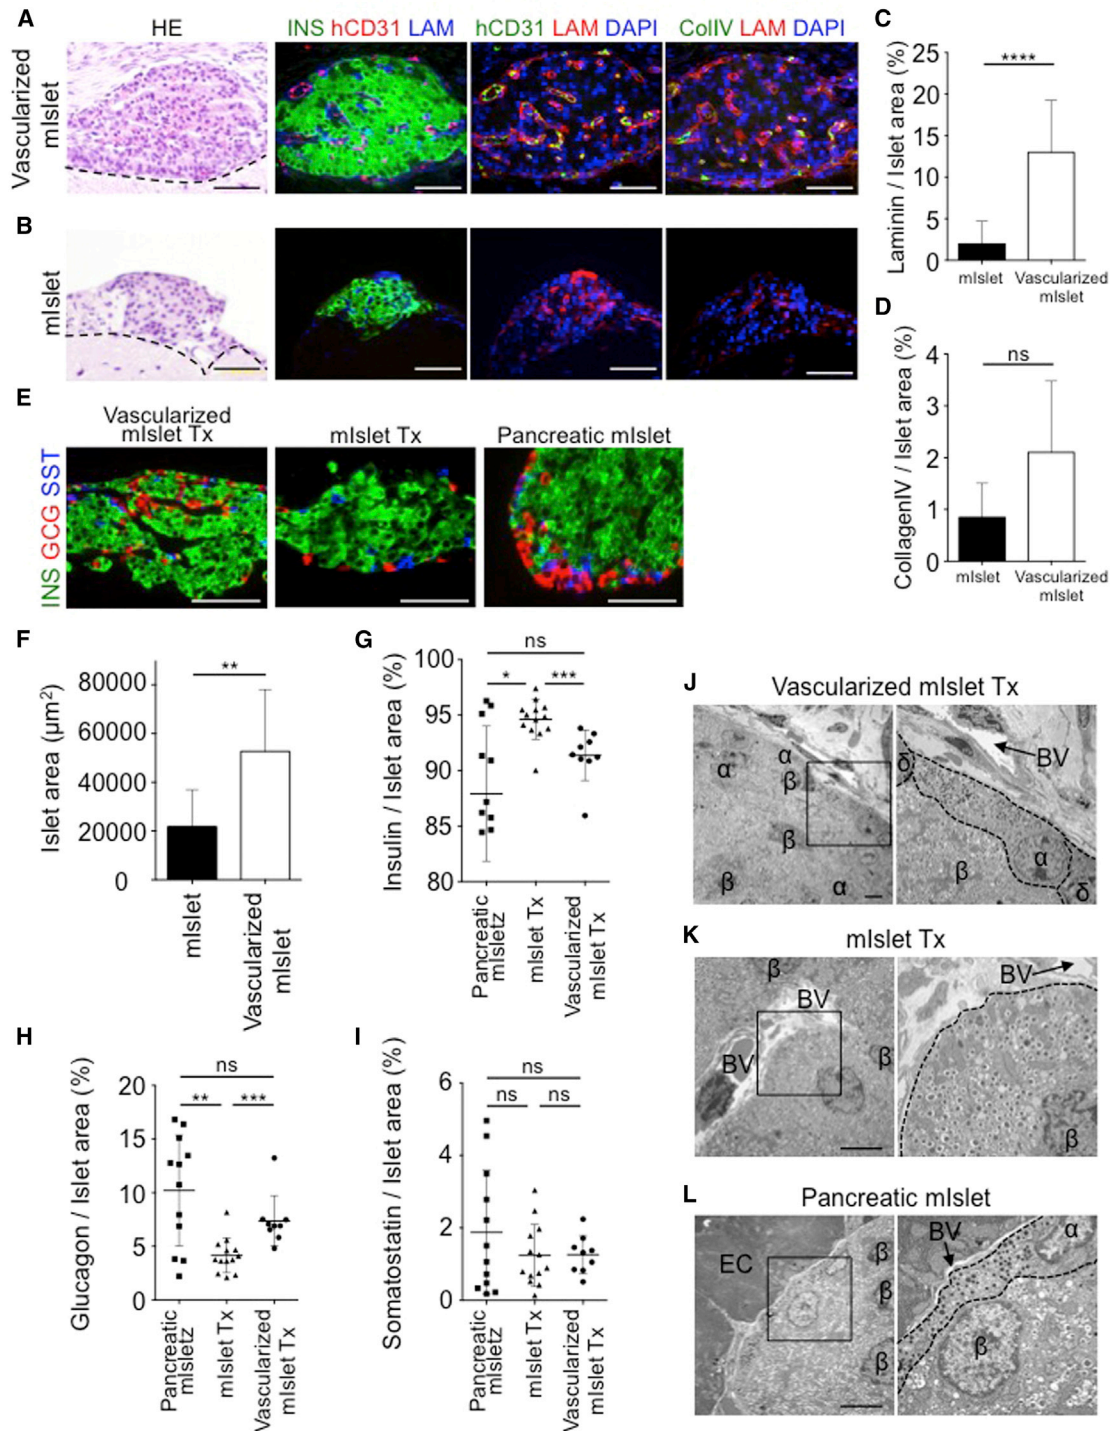 A
HE
INS hCD31 LAM
hCD31 LAM DAPI
ColIV LAM DAPI
Vascularized
mIslet
B
mIslet
C
Laminin / Islet area (%)
25
20
15
10
5
0
****
mIslet
Vascularized
mIslet
D
CollagenIV / Islet area (%)
4
3
2
1
0
ns
mIslet
Vascularized
mIslet
E
Vascularized
mIslet Tx
mIslet Tx
Pancreatic mIslet
INS GCG SST
F
Islet area (µm²)
80000
60000
40000
20000
0
**
mIslet
Vascularized
mIslet
G
Insulin / Islet area (%)
100
95
90
85
80
ns
* ***
Pancreatic
mIsletz
mIslet Tx
Vascularized
mIslet Tx
H
Glucagon / Islet area (%)
20
15
10
5
0
ns
** ***
Pancreatic
mIsletz
mIslet Tx
Vascularized
mIslet Tx
I
Somatostatin / Islet area (%)
6
4
2
0
ns
ns ns
Pancreatic
mIsletz
mIslet Tx
Vascularized
mIslet Tx
J
Vascularized mIslet Tx
α
α
β
β
β
α
δ
BV
β
α
δ
K
mIslet Tx
β
BV
BV
β
BV
β
L
Pancreatic mIslet
EC
β
β
β
BV
α
β